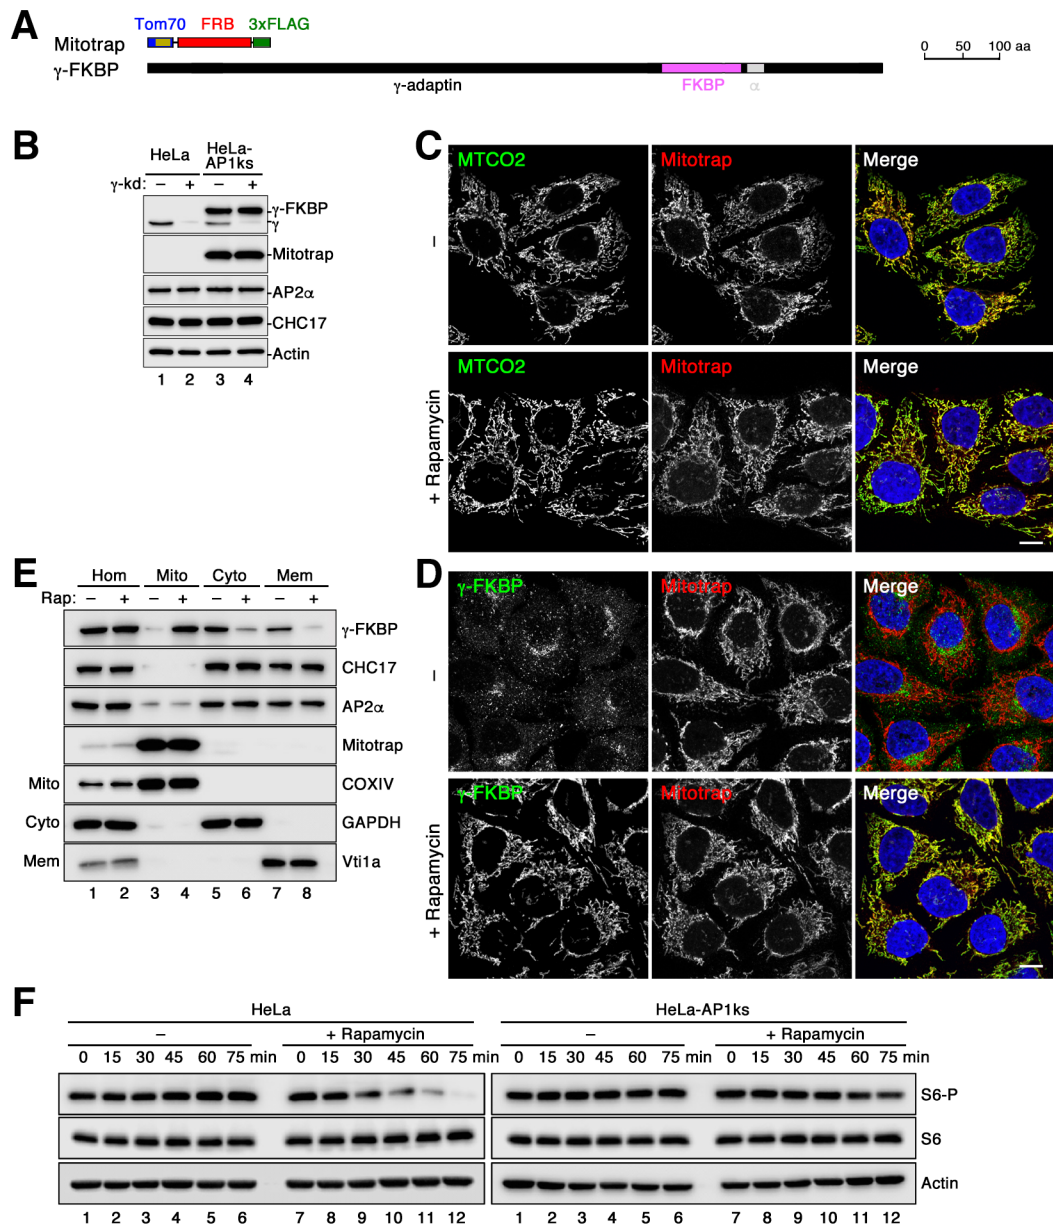 A
Tom70 FRB 3xFLAG
Mitotrap
γ-FKBP
γ-adaptin FKBP α
0 50 100 aa
B
HeLa HeLa-AP1ks
γ-kd: – + – +
γ-FKBP
γ
Mitotrap
AP2α
CHC17
Actin
1 2 3 4
C
MTCO2 Mitotrap Merge
–
MTCO2 Mitotrap Merge
+ Rapamycin
D
γ-FKBP Mitotrap Merge
–
γ-FKBP Mitotrap Merge
+ Rapamycin
E
Hom Mito Cyto Mem
Rap: – + – + – + – +
γ-FKBP
CHC17
AP2α
Mitotrap
Mito COXIV
Cyto GAPDH
Mem Vti1a
1 2 3 4 5 6 7 8
F
HeLa HeLa-AP1ks
– + Rapamycin – + Rapamycin
0 15 30 45 60 75 min 0 15 30 45 60 75 min 0 15 30 45 60 75 min 0 15 30 45 60 75 min
S6-P
S6
Actin
1 2 3 4 5 6 7 8 9 10 11 12 1 2 3 4 5 6 7 8 9 10 11 12